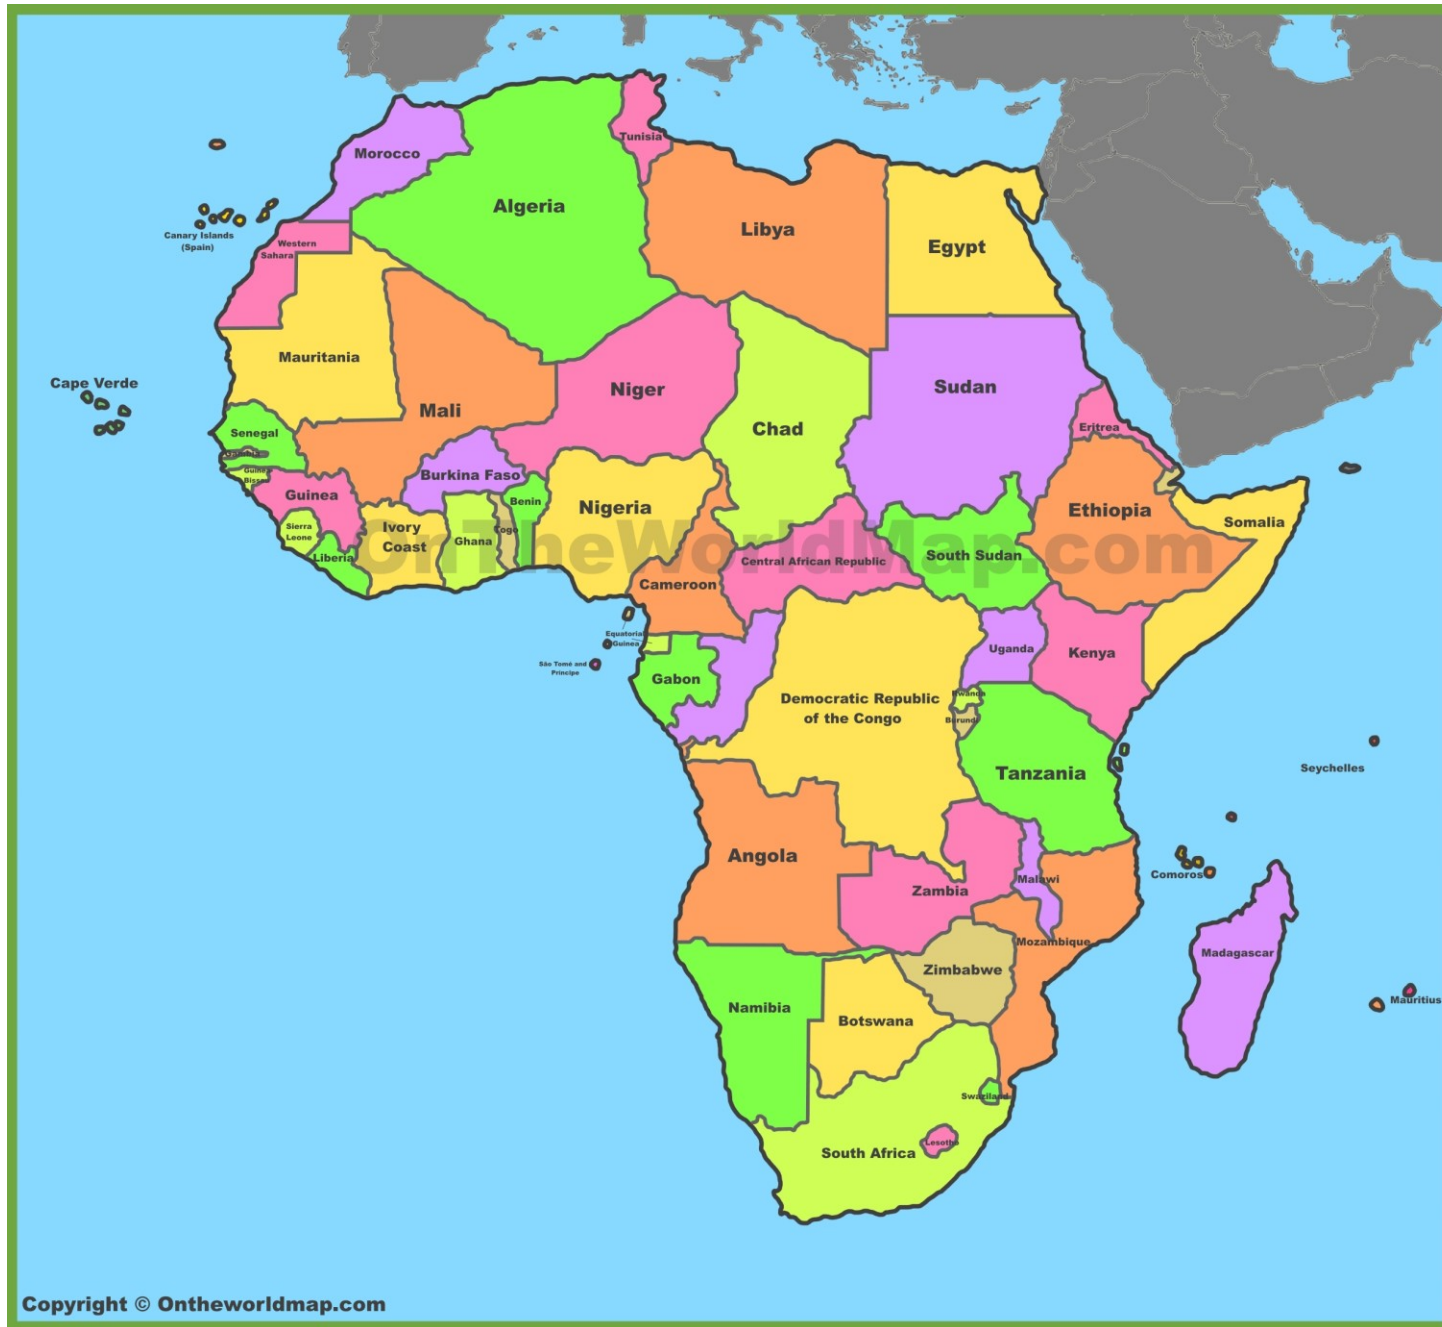 Tunisia
Morocco
Algeria
Libya
Egypt
Canary Islands
(Spain)
Western
Sahara
Mauritania
Mali
Niger
Chad
Sudan
Cape Verde
Senegal
Gambia
Guine
Bissa
Guinea
Burkina Faso
Benin
Nigeria
Eritrea
Ethiopia
Somalia
Sierra
Leone
Liberia
Ivory
Coast
Ghana
Togo
OnTheWorldMap.com
Cameroon
Central African Republic
South Sudan
Equatorial
Guinea
São Tomé and
Principe
Gabon
Uganda
Kenya
Rwanda
Burundi
Democratic Republic
of the Congo
Tanzania
Seychelles
Angola
Zambia
Malawi
Comoros
Mozambique
Madagascar
Mauritius
Namibia
Zimbabwe
Botswana
Swaziland
South Africa
Lesotho
Copyright © Ontheworldmap.com